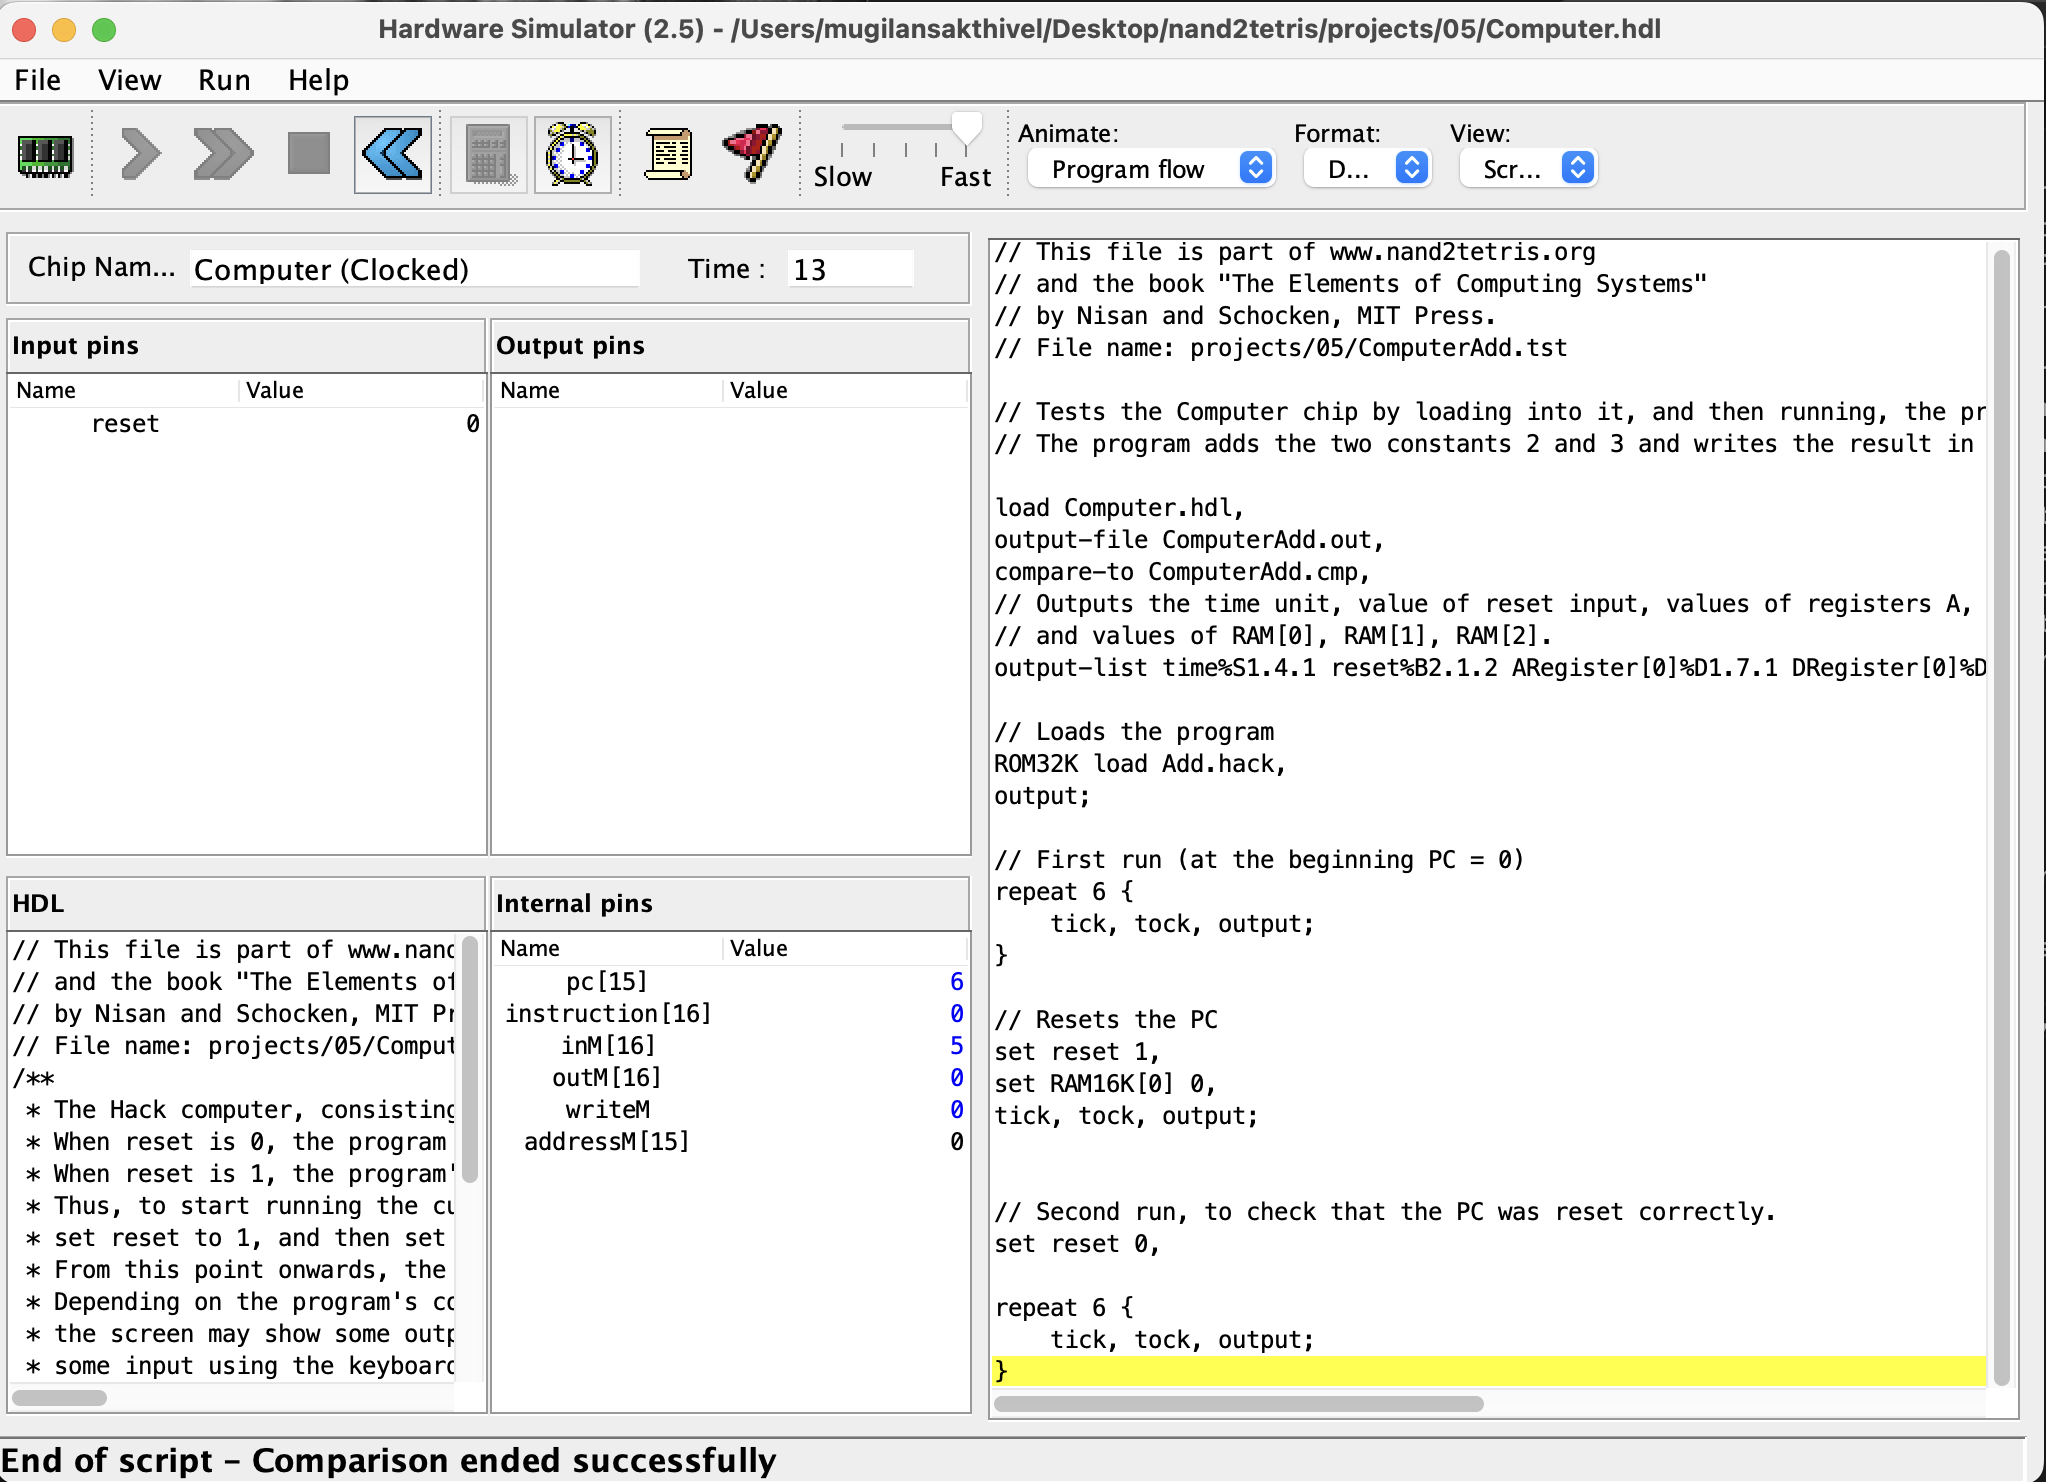 Hardware Simulator (2.5) - /Users/mugilansakthivel/Desktop/nand2tetris/projects/05/Computer.hdl
File View Run Help
Slow Fast
Animate: Format: View:
Program flow D... Scr...
Chip Nam... Computer (Clocked) Time : 13
Input pins
Name Value
reset 0
Output pins
Name Value
HDL
// This file is part of www.nand
// and the book "The Elements of
// by Nisan and Schocken, MIT Pr
// File name: projects/05/Comput
/**
* The Hack computer, consisting
* When reset is 0, the program
* When reset is 1, the program'
* Thus, to start running the cu
* set reset to 1, and then set
* From this point onwards, the
* Depending on the program's co
* the screen may show some outp
* some input using the keyboard
Internal pins
Name Value
pc[15] 6
instruction[16] 0
inM[16] 5
outM[16] 0
writeM 0
addressM[15] 0
// This file is part of www.nand2tetris.org
// and the book "The Elements of Computing Systems"
// by Nisan and Schocken, MIT Press.
// File name: projects/05/ComputerAdd.tst
// Tests the Computer chip by loading into it, and then running, the pr
// The program adds the two constants 2 and 3 and writes the result in
load Computer.hdl,
output-file ComputerAdd.out,
compare-to ComputerAdd.cmp,
// Outputs the time unit, value of reset input, values of registers A,
// and values of RAM[0], RAM[1], RAM[2].
output-list time%S1.4.1 reset%B2.1.2 ARegister[0]%D1.7.1 DRegister[0]%D
// Loads the program
ROM32K load Add.hack,
output;
// First run (at the beginning PC = 0)
repeat 6 {
tick, tock, output;
}
// Resets the PC
set reset 1,
set RAM16K[0] 0,
tick, tock, output;
// Second run, to check that the PC was reset correctly.
set reset 0,
repeat 6 {
tick, tock, output;
}
End of script - Comparison ended successfully